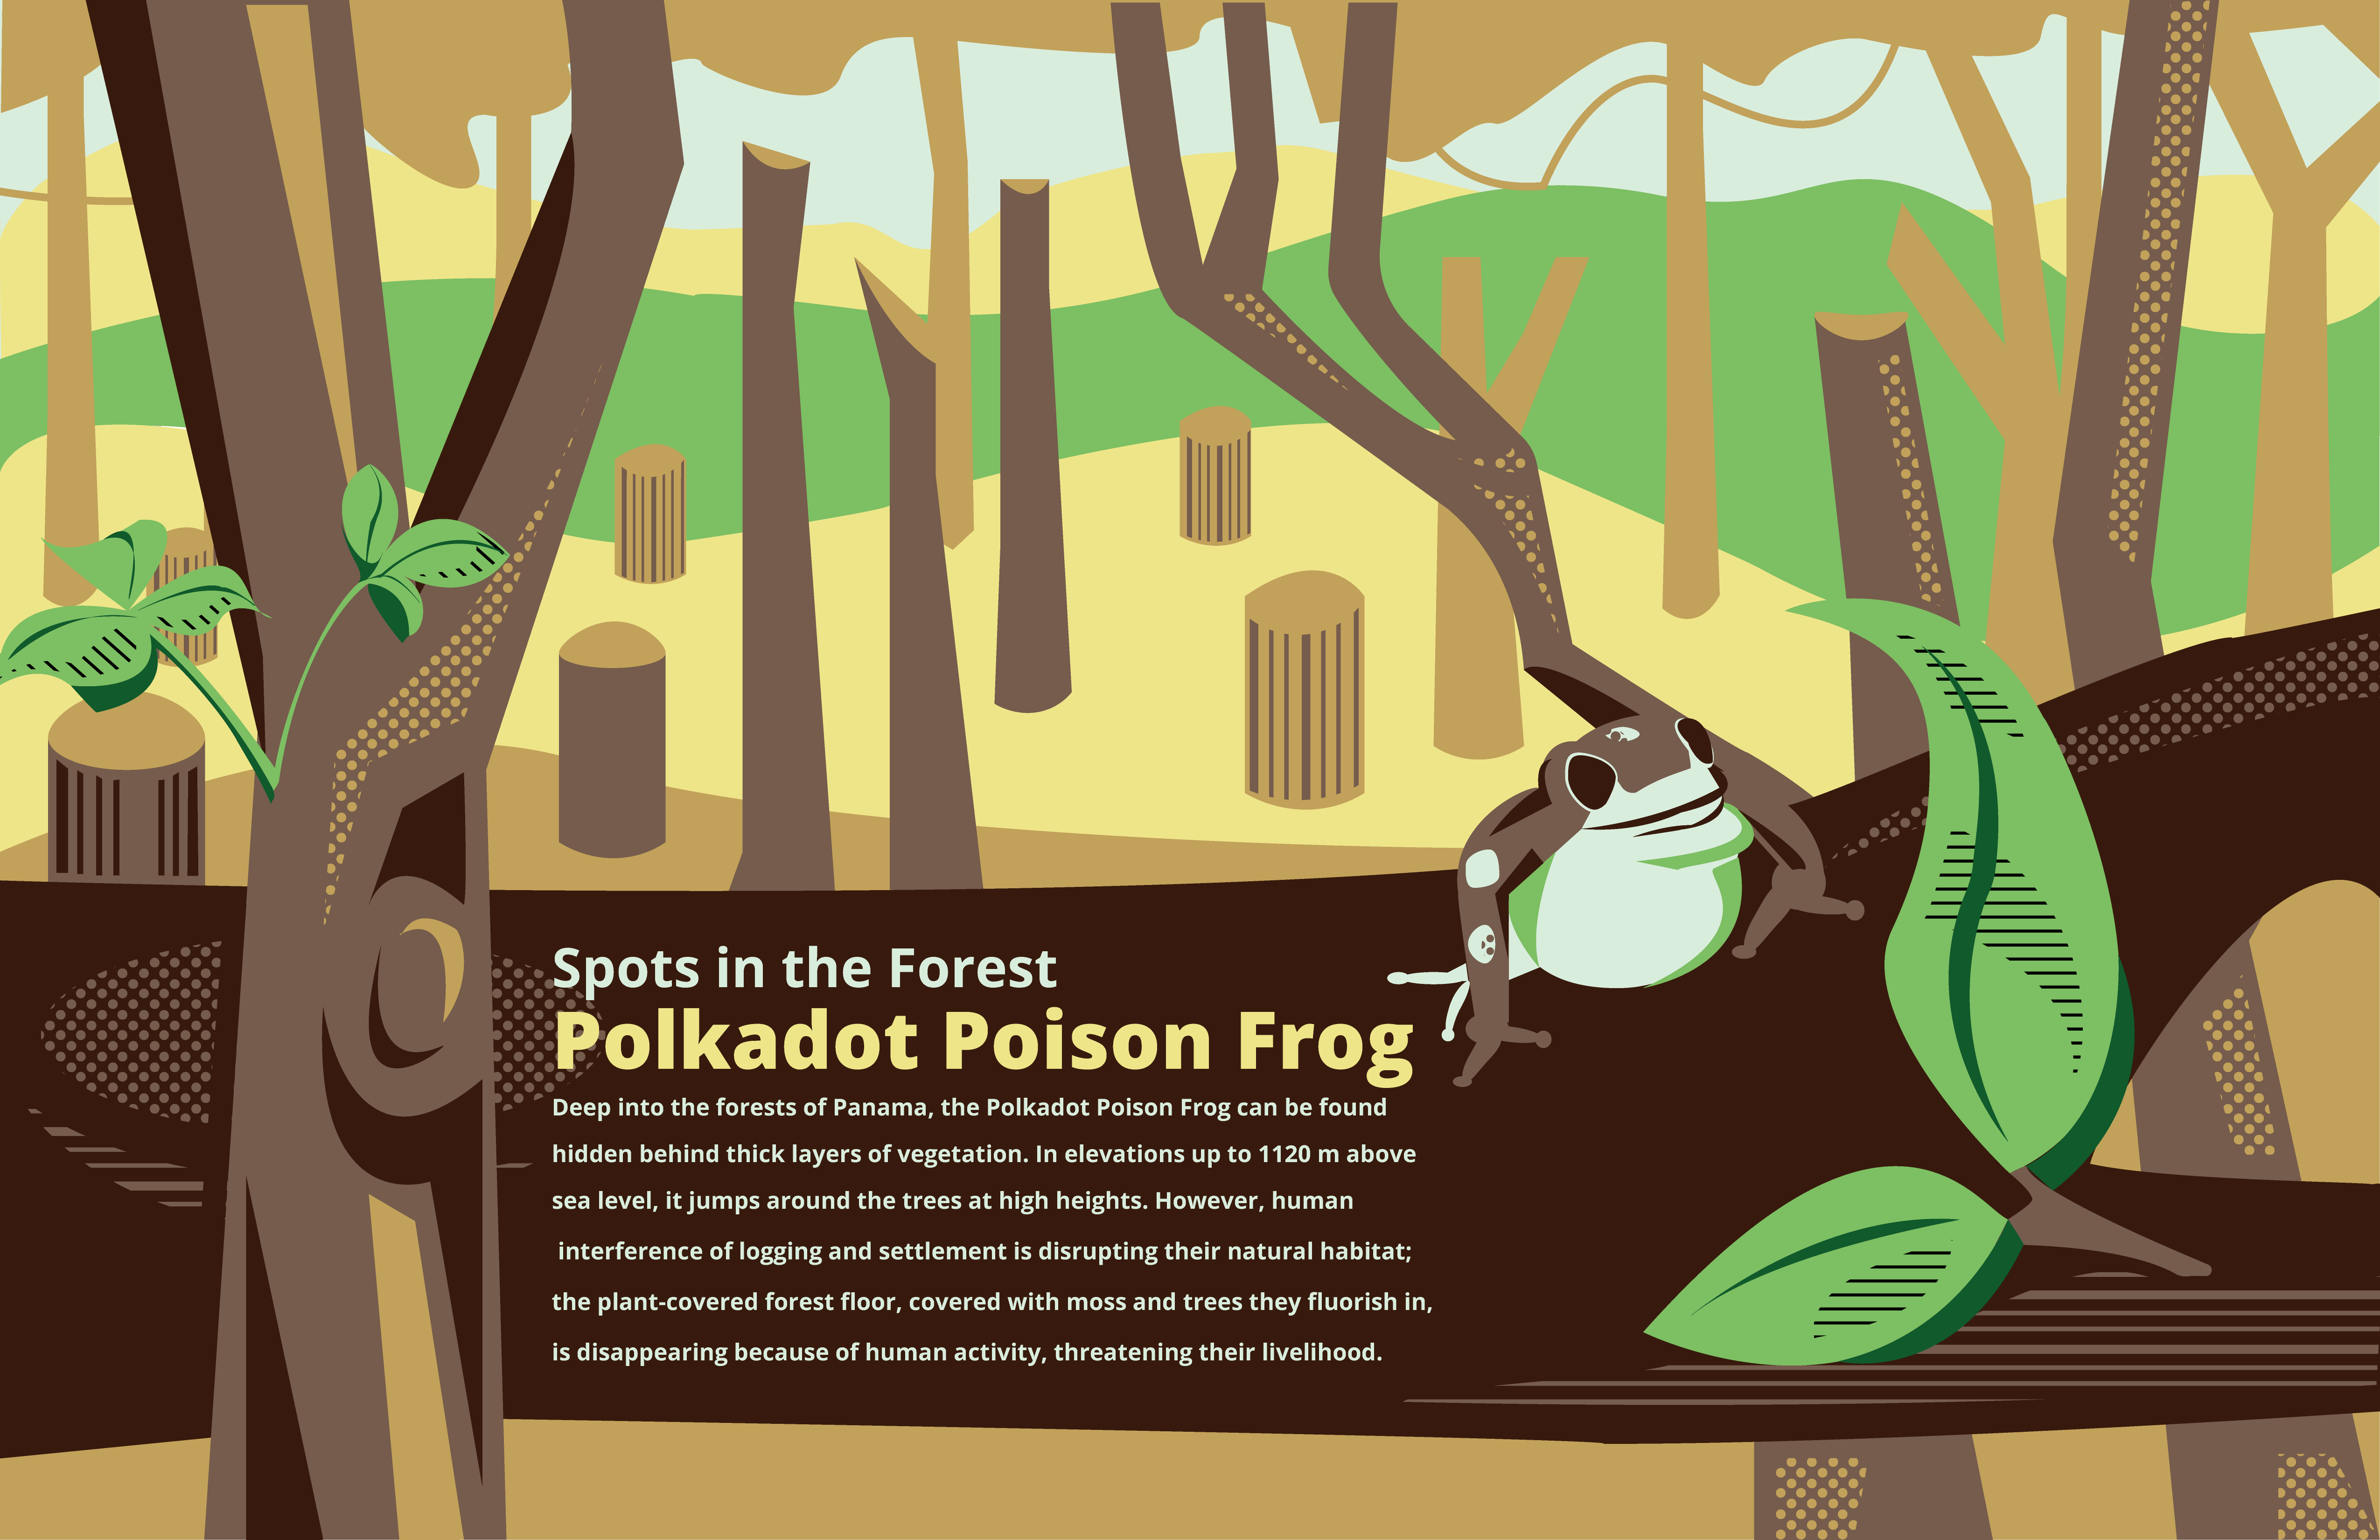 Spots in the Forest
Polkadot Poison Frog
Deep into the forests of Panama, the Polkadot Poison Frog can be found
hidden behind thick layers of vegetation. In elevations up to 1120 m above
sea level, it jumps around the trees at high heights. However, human
interference of logging and settlement is disrupting their natural habitat;
the plant-covered forest floor, covered with moss and trees they fluorish in,
is disappearing because of human activity, threatening their livelihood.